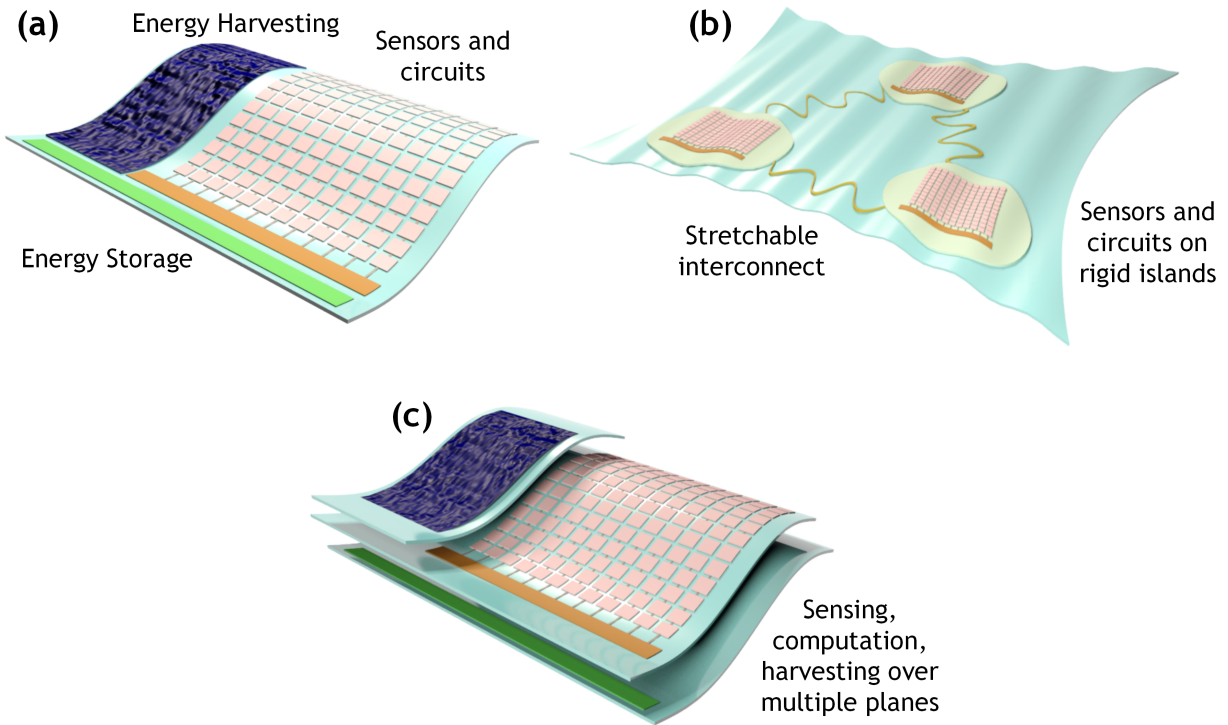 (a)
Energy Harvesting
Sensors and
circuits
Energy Storage
(b)
Stretchable
interconnect
Sensors and
circuits on
rigid islands
(c)
Sensing,
computation,
harvesting over
multiple planes